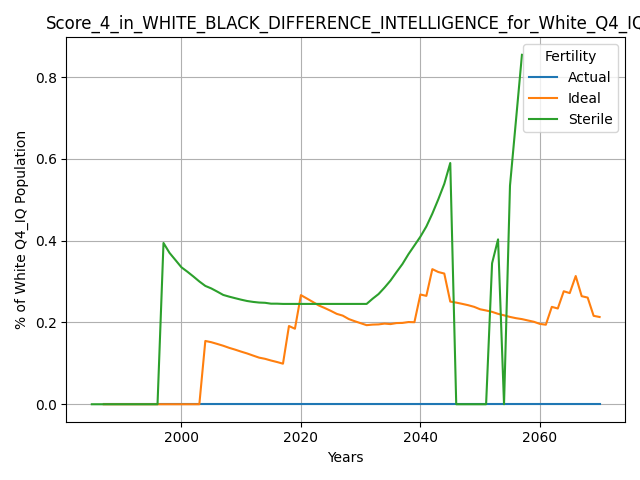 Score_4_in_WHITE_BLACK_DIFFERENCE_INTELLIGENCE_for_White_Q4_IQ
Fertility
Actual
Ideal
Sterile
% of White Q4_IQ Population
0.8
0.6
0.4
0.2
0.0
2000 2020 2040 2060
Years